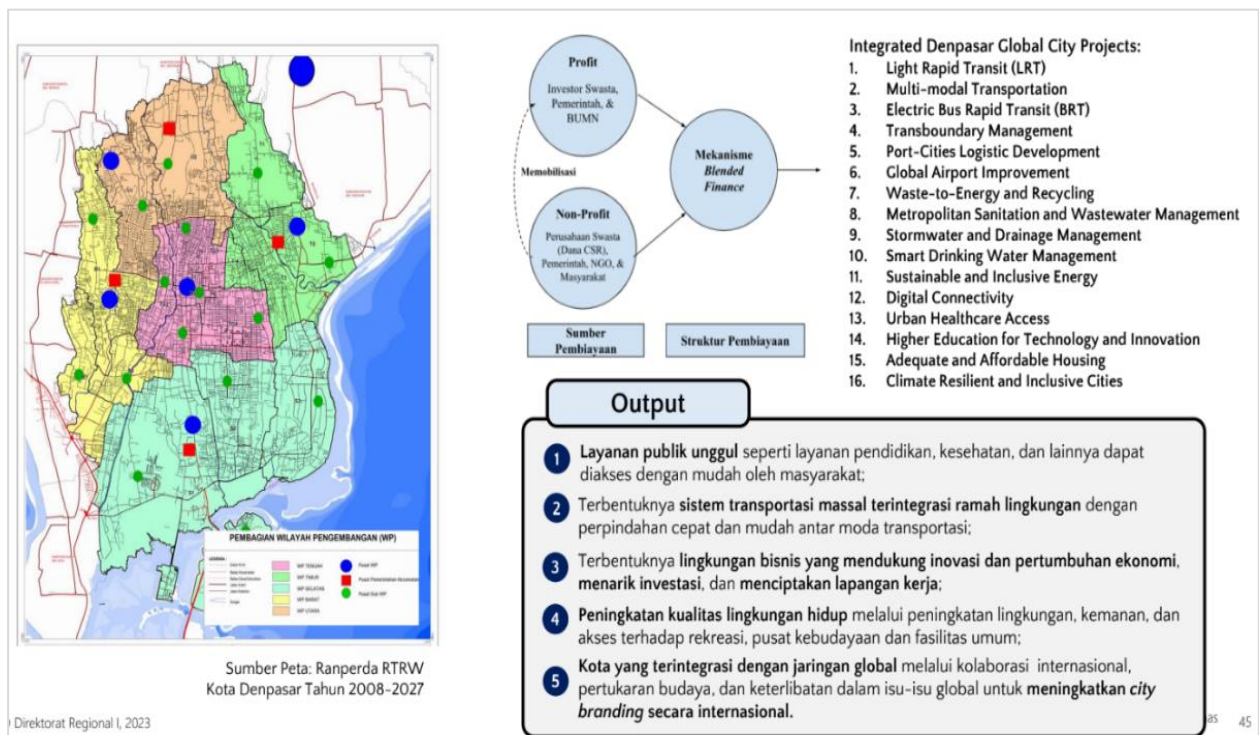 PEMBAGIAN WILAYAH PENGEMBANGAN (WP)
WP TENGAH
WP TIMUR
WP SELATAN
WP BARAT
WP UTARA
Pusat WP
Pusat Pemerintahan Kecamatan
Pusat Sub WP
Sumber Peta: Ranperda RTRW
Kota Denpasar Tahun 2008-2027
Direktorat Regional I, 2023
Profit
Investor Swasta,
Pemerintah, &
BUMN
Memobilisasi
Non-Profit
Perusahaan Swasta
(Dana CSR),
Pemerintah, NGO, &
Masyarakat
Mekanisme
Blended
Finance
Sumber
Pembiayaan
Struktur Pembiayaan
Integrated Denpasar Global City Projects:
1. Light Rapid Transit (LRT)
2. Multi-modal Transportation
3. Electric Bus Rapid Transit (BRT)
4. Transboundary Management
5. Port-Cities Logistic Development
6. Global Airport Improvement
7. Waste-to-Energy and Recycling
8. Metropolitan Sanitation and Wastewater Management
9. Stormwater and Drainage Management
10. Smart Drinking Water Management
11. Sustainable and Inclusive Energy
12. Digital Connectivity
13. Urban Healthcare Access
14. Higher Education for Technology and Innovation
15. Adequate and Affordable Housing
16. Climate Resilient and Inclusive Cities
Output
1 Layanan publik unggul seperti layanan pendidikan, kesehatan, dan lainnya dapat
diakses dengan mudah oleh masyarakat;
2 Terbentuknya sistem transportasi massal terintegrasi ramah lingkungan dengan
perpindahan cepat dan mudah antar moda transportasi;
3 Terbentuknya lingkungan bisnis yang mendukung inovasi dan pertumbuhan ekonomi,
menarik investasi, dan menciptakan lapangan kerja;
4 Peningkatan kualitas lingkungan hidup melalui peningkatan lingkungan, kemanan, dan
akses terhadap rekreasi, pusat kebudayaan dan fasilitas umum;
5 Kota yang terintegrasi dengan jaringan global melalui kolaborasi internasional,
pertukaran budaya, dan keterlibatan dalam isu-isu global untuk meningkatkan city
branding secara internasional.
as 45